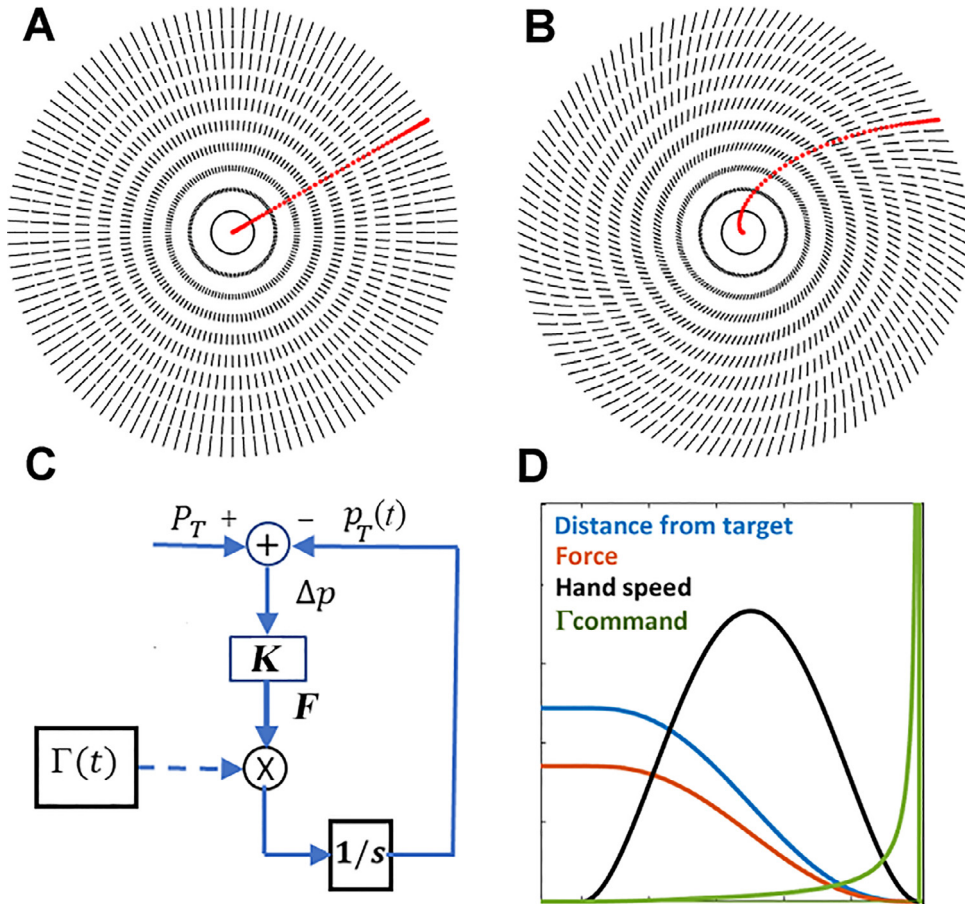 A
B
C
D
P_T + − p_T(t)
+
Δp
K
F
Γ(t)
X
1/s
Distance from target
Force
Hand speed
Γcommand